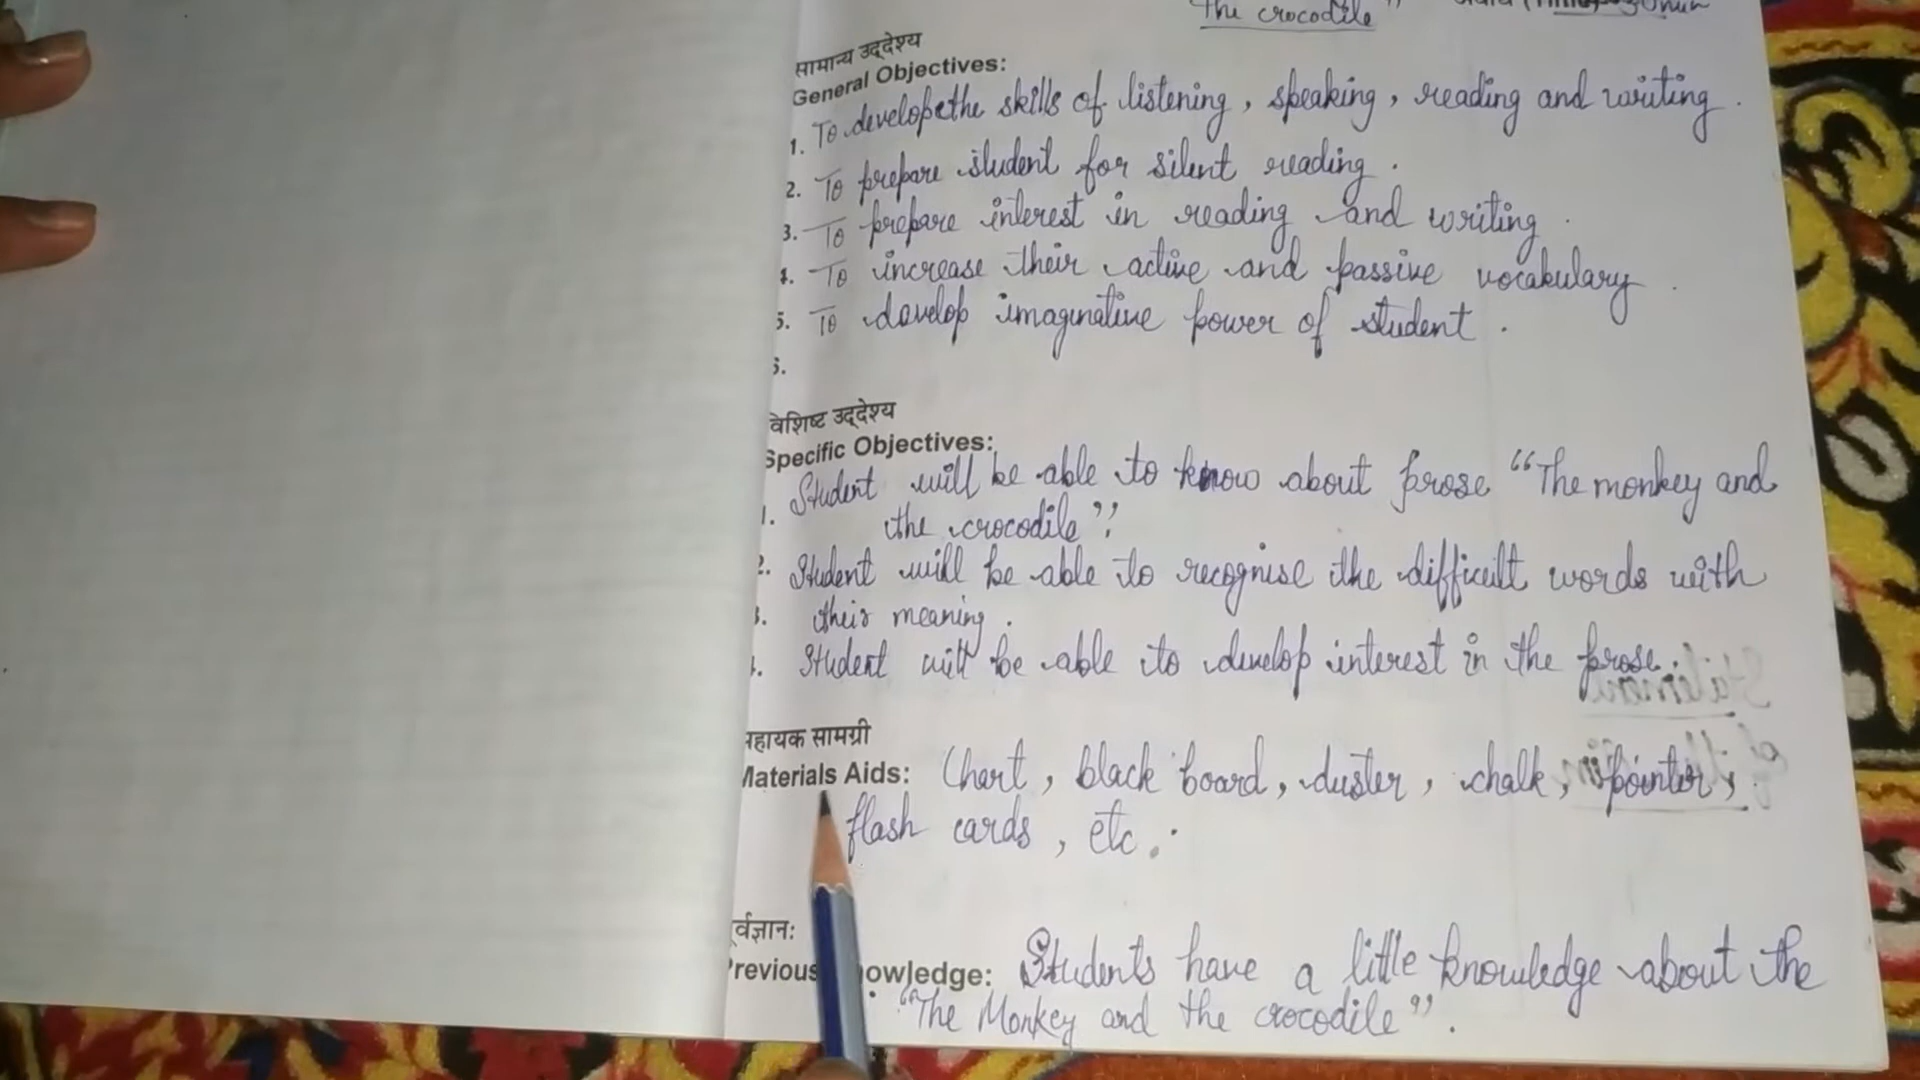 the crocodile" (Time)
सामान्य उद्देश्य
General Objectives:
1. To develope the skills of listening, speaking, reading and writing.
2. To prepare student for silent reading.
3. To prepare interest in reading and writing.
4. To increase their active and passive vocabulary.
5. To develop imaginative power of student.
6.
वेशिष्ट उद्देश्य
Specific Objectives:
1. Student will be able to know about prose "The monkey and
the crocodile".
2. Student will be able to recognise the difficult words with
3. their meaning.
4. Student will be able to develop interest in the prose.
सहायक सामग्री
Materials Aids: Chart, black board, duster, chalk, pointer,
flash cards, etc.
पूर्वज्ञान:
Previous Knowledge: Students have a little knowledge about the
"The Monkey and the crocodile".